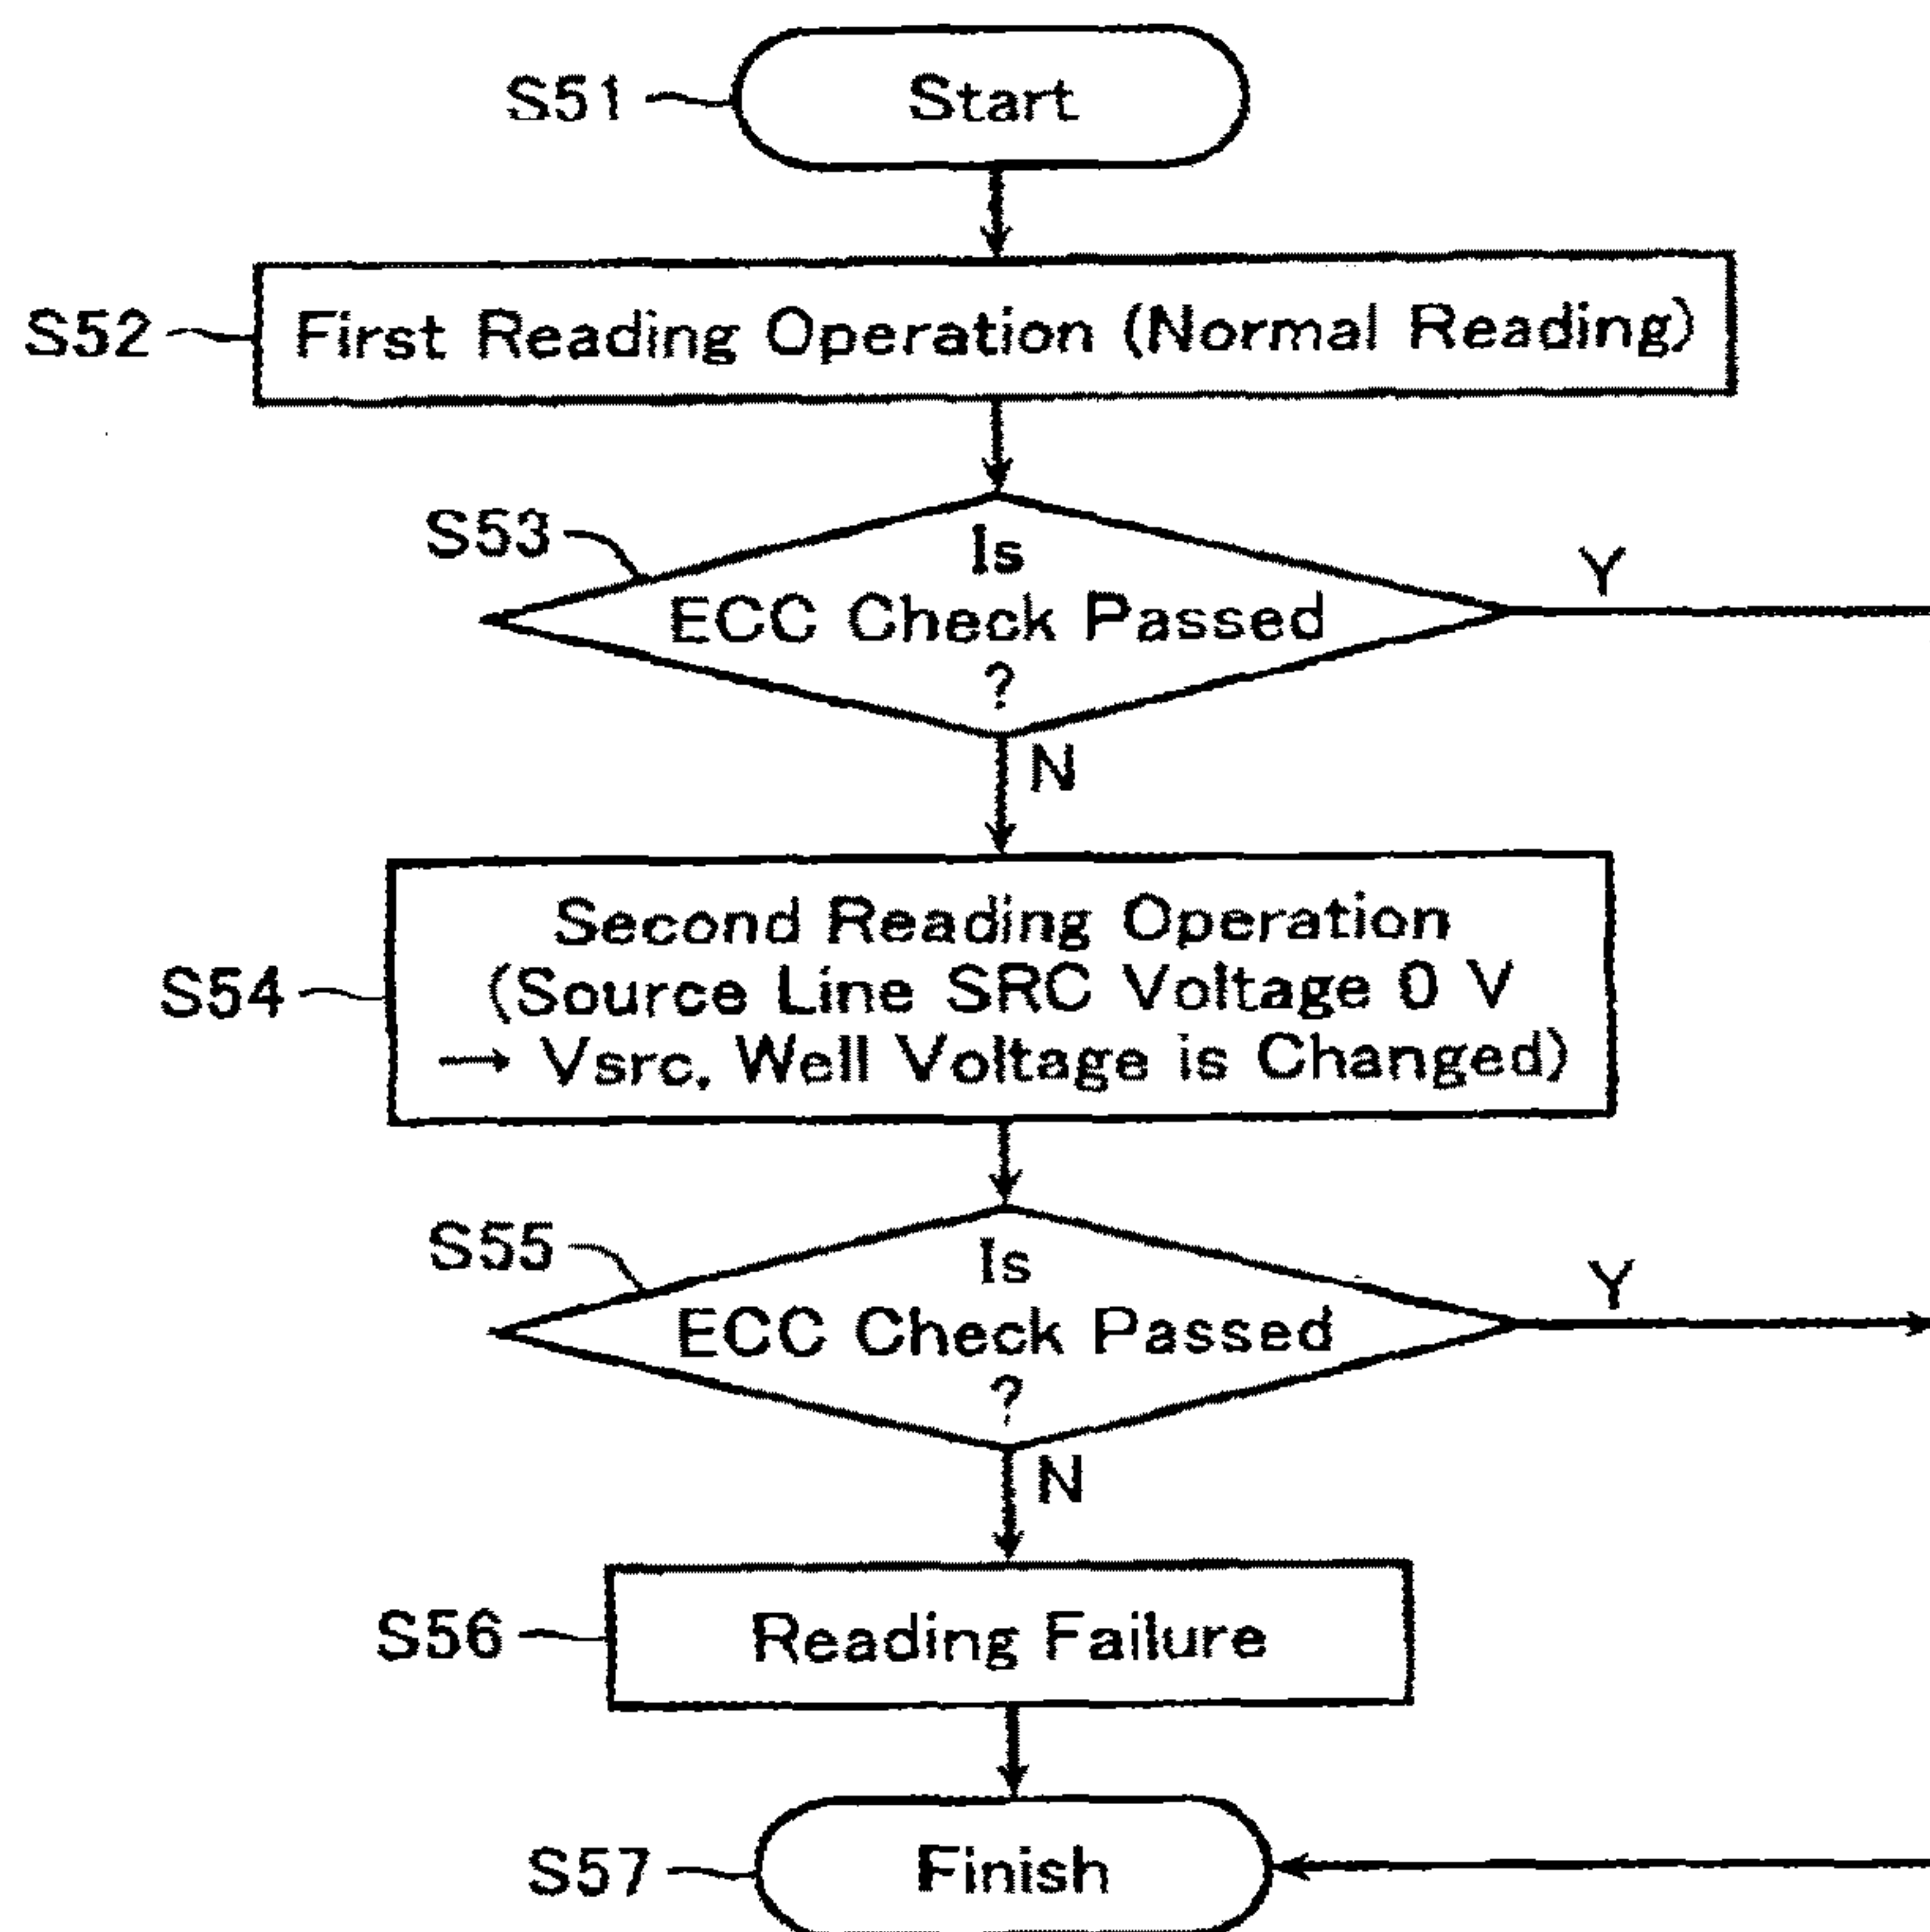 S51
Start
S52
First Reading Operation (Normal Reading)
S53
Is
ECC Check Passed
?
Y
N
S54
Second Reading Operation
(Source Line SRC Voltage 0 V
→ Vsrc, Well Voltage is Changed)
S55
Is
ECC Check Passed
?
Y
N
S56
Reading Failure
S57
Finish